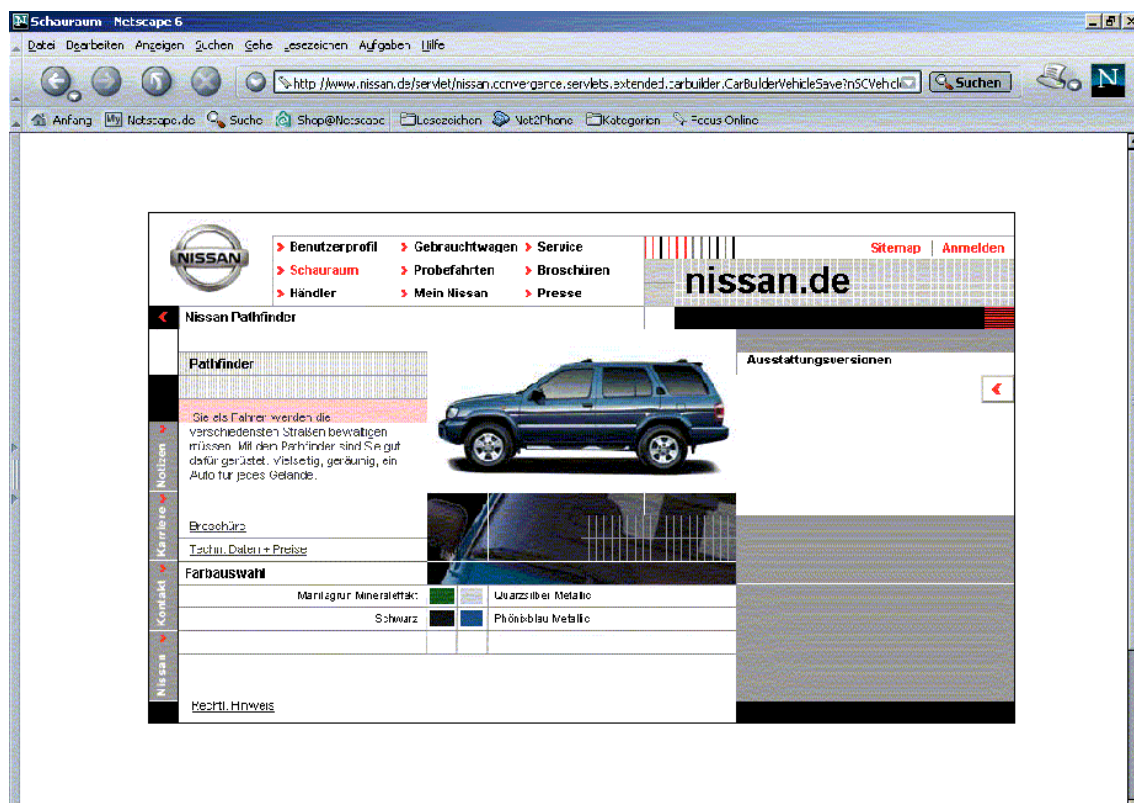 Schauraum - Netscape 6
Datei Bearbeiten Anzeigen Suchen Gehe Lesezeichen Aufgaben Hilfe
http://www.nissan.de/servlet/nissan.convergence.servlets.extended.carbuilder.CarBuilderVehicleSave?nSCVehicle
Suchen
N
Anfang My Netscape.de Suche Shop@Netscape Lesezeichen Net2Phone Kategorien Focus Online
NISSAN
Benutzerprofil Gebrauchtwagen Service
Schauraum Probefahrten Broschüren
Händler Mein Nissan Presse
Sitemap Anmelden
nissan.de
Nissan Pathfinder
Pathfinder
Ausstattungsversionen
Sie als Fahrer werden die
verschiedensten Straßen bewältigen
müssen. Mit dem Pathfinder sind Sie gut
dafür gerüstet. Vielseitig, geräumig, ein
Auto für jedes Gelände.
Notizen
Karriere
Kontakt
Nissan
Broschüre
Techn. Daten + Preise
Farbauswahl
Manilagrün Mineraleffekt Quarzsilber Metallic
Schwarz Phönixblau Metallic
Rechtl. Hinweis